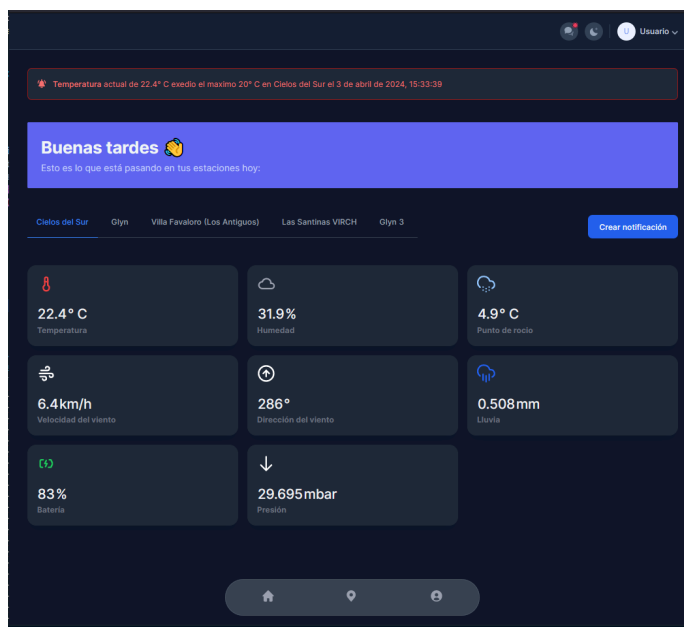 U Usuario
Temperatura actual de 22.4° C exedio el maximo 20° C en Cielos del Sur el 3 de abril de 2024, 15:33:39
Buenas tardes 👋
Esto es lo que está pasando en tus estaciones hoy:
Cielos del Sur Glyn Villa Favaloro (Los Antiguos) Las Santinas VIRCH Glyn 3
Crear notificación
22.4° C
Temperatura
31.9%
Humedad
4.9° C
Punto de rocio
6.4km/h
Velocidad del viento
286°
Dirección del viento
0.508mm
Lluvia
83%
Batería
29.695mbar
Presión